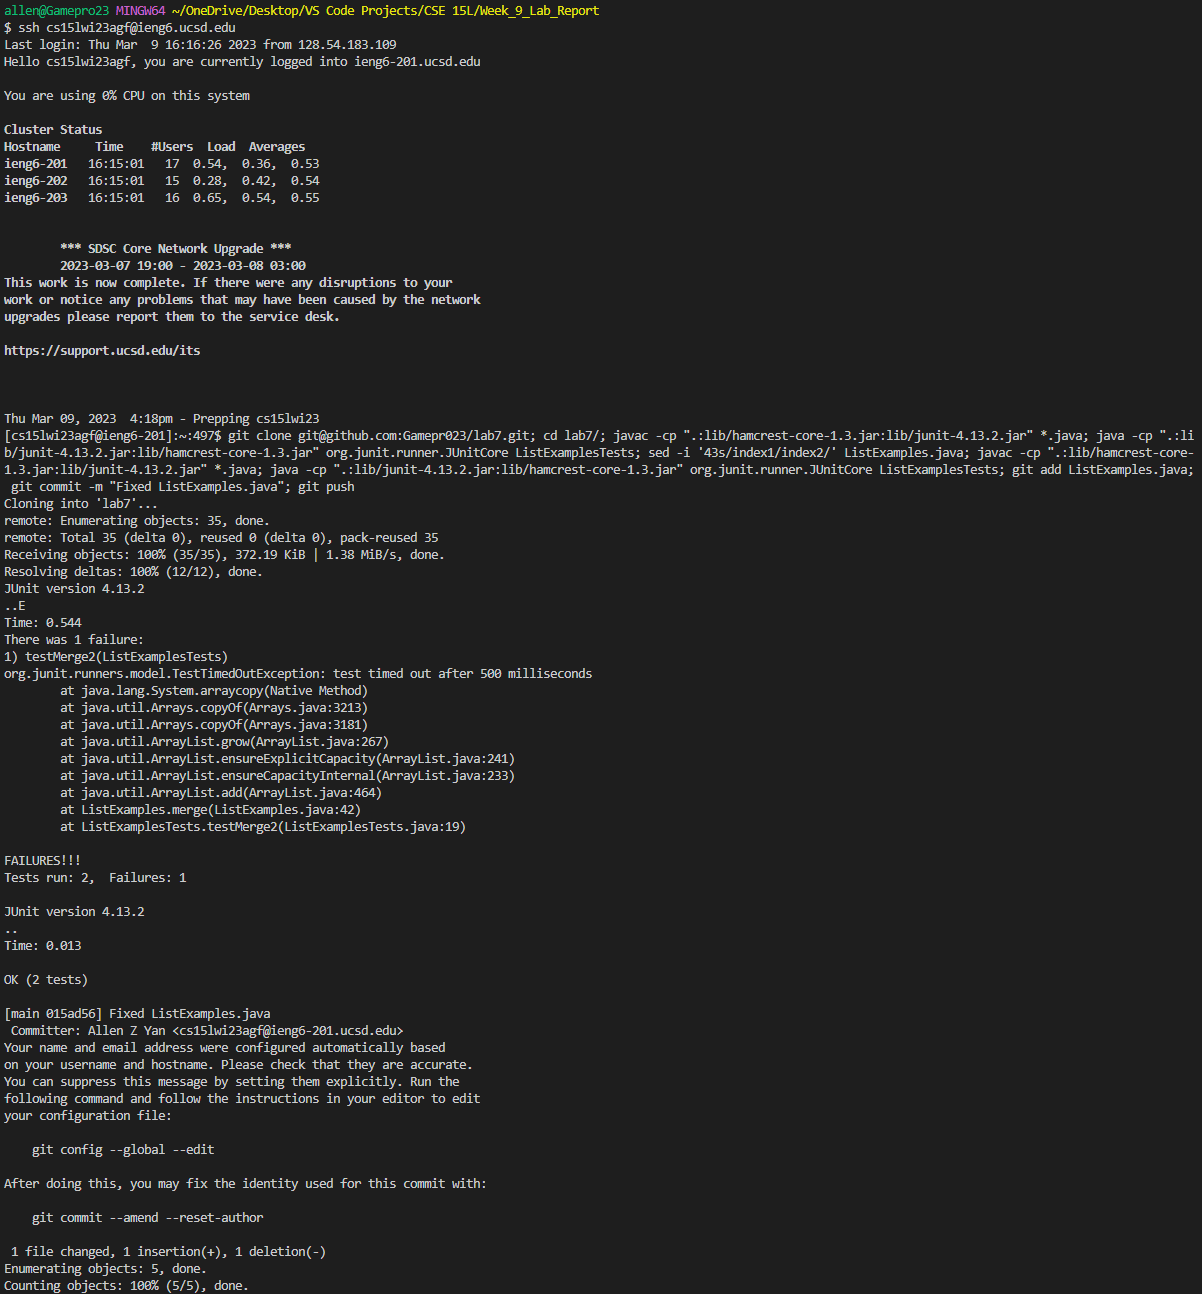 allen@Gamepro23 MINGW64 ~/OneDrive/Desktop/VS Code Projects/CSE 15L/Week_9_Lab_Report
$ ssh cs15lwi23agf@ieng6.ucsd.edu
Last login: Thu Mar  9 16:16:26 2023 from 128.54.183.109
Hello cs15lwi23agf, you are currently logged into ieng6-201.ucsd.edu

You are using 0% CPU on this system

Cluster Status
Hostname     Time    #Users  Load  Averages
ieng6-201   16:15:01   17  0.54,  0.36,  0.53
ieng6-202   16:15:01   15  0.28,  0.42,  0.54
ieng6-203   16:15:01   16  0.65,  0.54,  0.55

        *** SDSC Core Network Upgrade ***
        2023-03-07 19:00 - 2023-03-08 03:00
This work is now complete. If there were any disruptions to your
work or notice any problems that may have been caused by the network
upgrades please report them to the service desk.

https://support.ucsd.edu/its

Thu Mar 09, 2023  4:18pm - Prepping cs15lwi23
[cs15lwi23agf@ieng6-201]:~:497$ git clone git@github.com:Gamepr023/lab7.git; cd lab7/; javac -cp ".:lib/hamcrest-core-1.3.jar:lib/junit-4.13.2.jar" *.java; java -cp ".:li
b/junit-4.13.2.jar:lib/hamcrest-core-1.3.jar" org.junit.runner.JUnitCore ListExamplesTests; sed -i '43s/index1/index2/' ListExamples.java; javac -cp ".:lib/hamcrest-core-
1.3.jar:lib/junit-4.13.2.jar" *.java; java -cp ".:lib/junit-4.13.2.jar:lib/hamcrest-core-1.3.jar" org.junit.runner.JUnitCore ListExamplesTests; git add ListExamples.java;
 git commit -m "Fixed ListExamples.java"; git push
Cloning into 'lab7'...
remote: Enumerating objects: 35, done.
remote: Total 35 (delta 0), reused 0 (delta 0), pack-reused 35
Receiving objects: 100% (35/35), 372.19 KiB | 1.38 MiB/s, done.
Resolving deltas: 100% (12/12), done.
JUnit version 4.13.2
..E
Time: 0.544
There was 1 failure:
1) testMerge2(ListExamplesTests)
org.junit.runners.model.TestTimedOutException: test timed out after 500 milliseconds
        at java.lang.System.arraycopy(Native Method)
        at java.util.Arrays.copyOf(Arrays.java:3213)
        at java.util.Arrays.copyOf(Arrays.java:3181)
        at java.util.ArrayList.grow(ArrayList.java:267)
        at java.util.ArrayList.ensureExplicitCapacity(ArrayList.java:241)
        at java.util.ArrayList.ensureCapacityInternal(ArrayList.java:233)
        at java.util.ArrayList.add(ArrayList.java:464)
        at ListExamples.merge(ListExamples.java:42)
        at ListExamplesTests.testMerge2(ListExamplesTests.java:19)

FAILURES!!!
Tests run: 2,  Failures: 1

JUnit version 4.13.2
..
Time: 0.013

OK (2 tests)

[main 015ad56] Fixed ListExamples.java
 Committer: Allen Z Yan <cs15lwi23agf@ieng6-201.ucsd.edu>
Your name and email address were configured automatically based
on your username and hostname. Please check that they are accurate.
You can suppress this message by setting them explicitly. Run the
following command and follow the instructions in your editor to edit
your configuration file:

    git config --global --edit

After doing this, you may fix the identity used for this commit with:

    git commit --amend --reset-author

 1 file changed, 1 insertion(+), 1 deletion(-)
Enumerating objects: 5, done.
Counting objects: 100% (5/5), done.